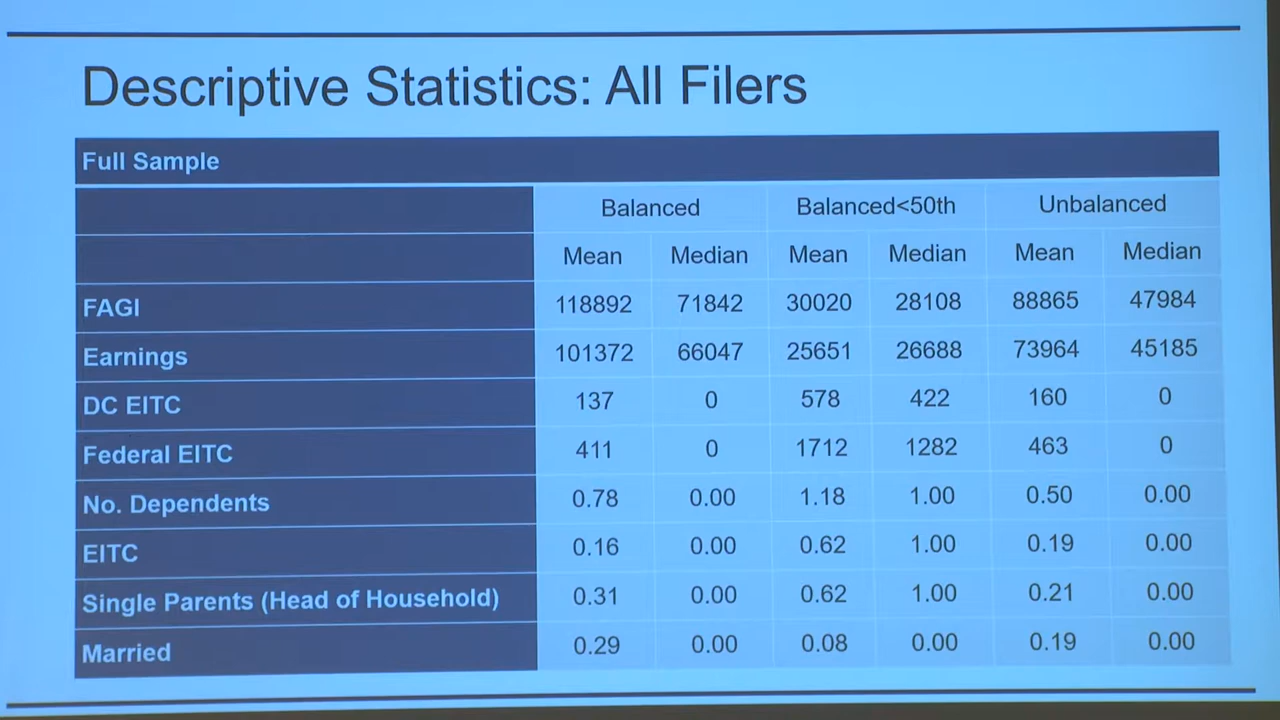 Descriptive Statistics: All Filers
Full Sample
Balanced Balanced<50th Unbalanced
Mean Median Mean Median Mean Median
FAGI 118892 71842 30020 28108 88865 47984
Earnings 101372 66047 25651 26688 73964 45185
DC EITC 137 0 578 422 160 0
Federal EITC 411 0 1712 1282 463 0
No. Dependents 0.78 0.00 1.18 1.00 0.50 0.00
EITC 0.16 0.00 0.62 1.00 0.19 0.00
Single Parents (Head of Household) 0.31 0.00 0.62 1.00 0.21 0.00
Married 0.29 0.00 0.08 0.00 0.19 0.00